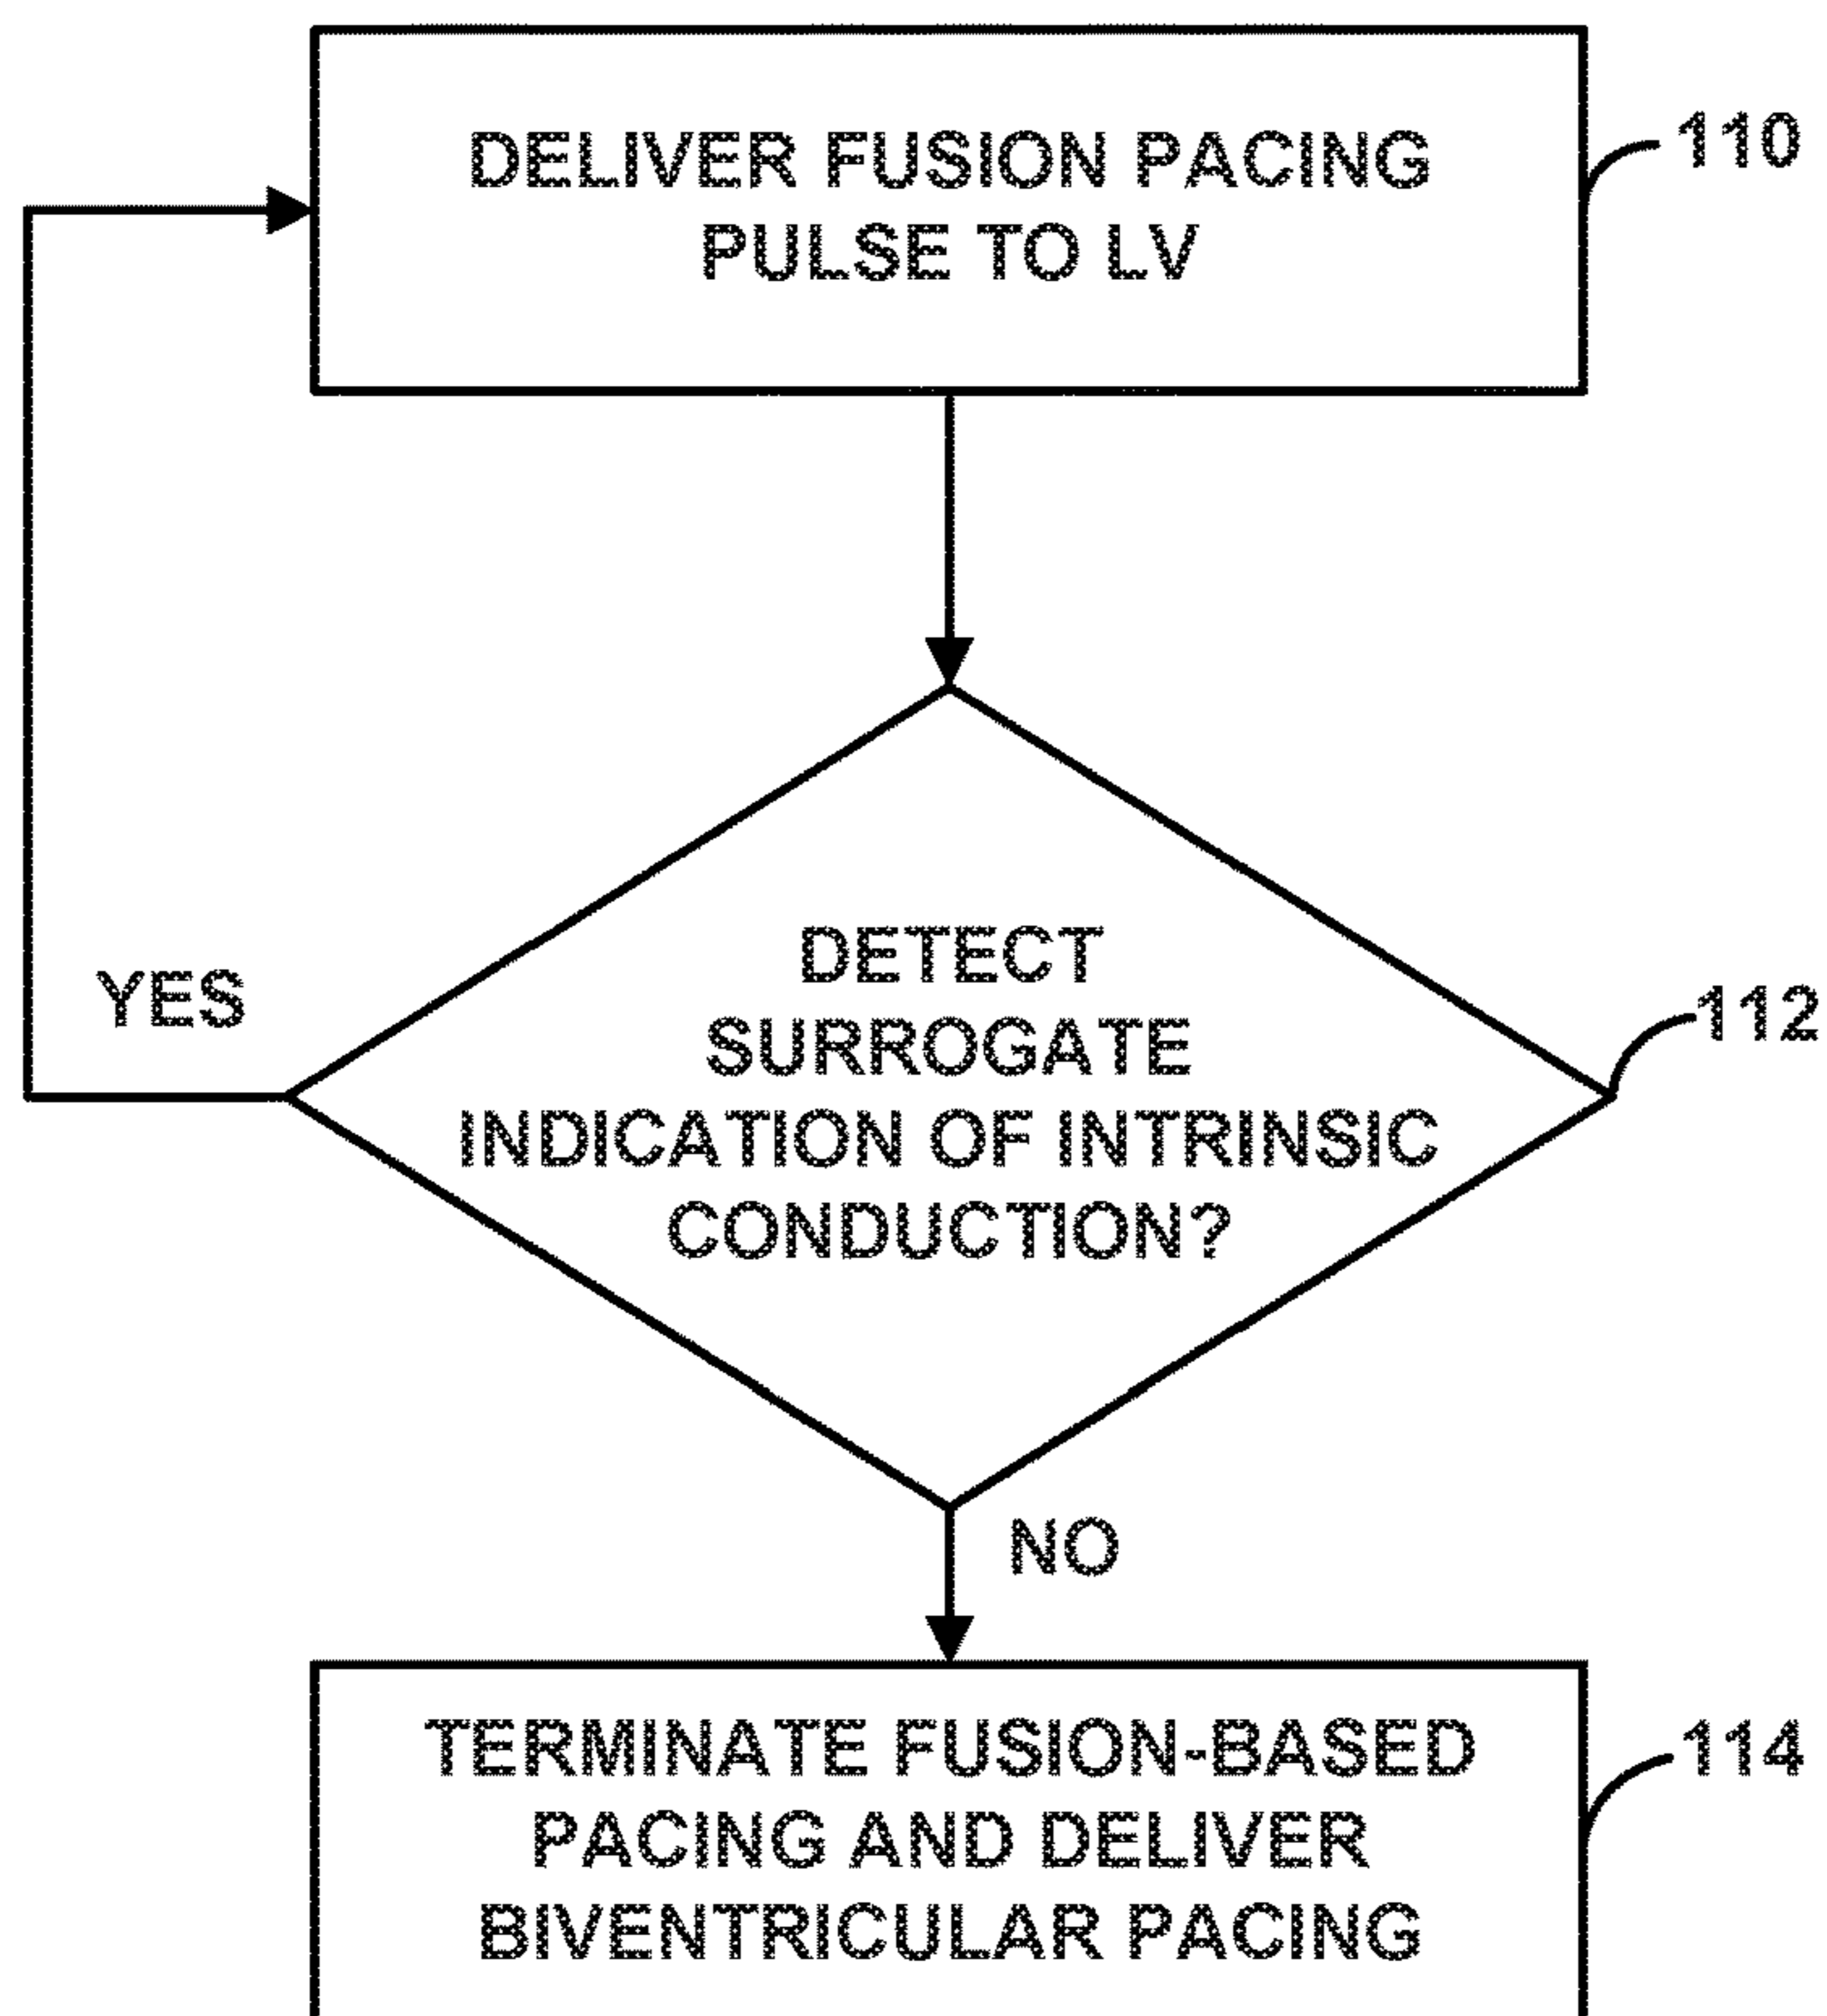 DELIVER FUSION PACING
PULSE TO LV
110
DETECT
SURROGATE
INDICATION OF INTRINSIC
CONDUCTION?
YES
112
NO
TERMINATE FUSION-BASED
PACING AND DELIVER
BIVENTRICULAR PACING
114